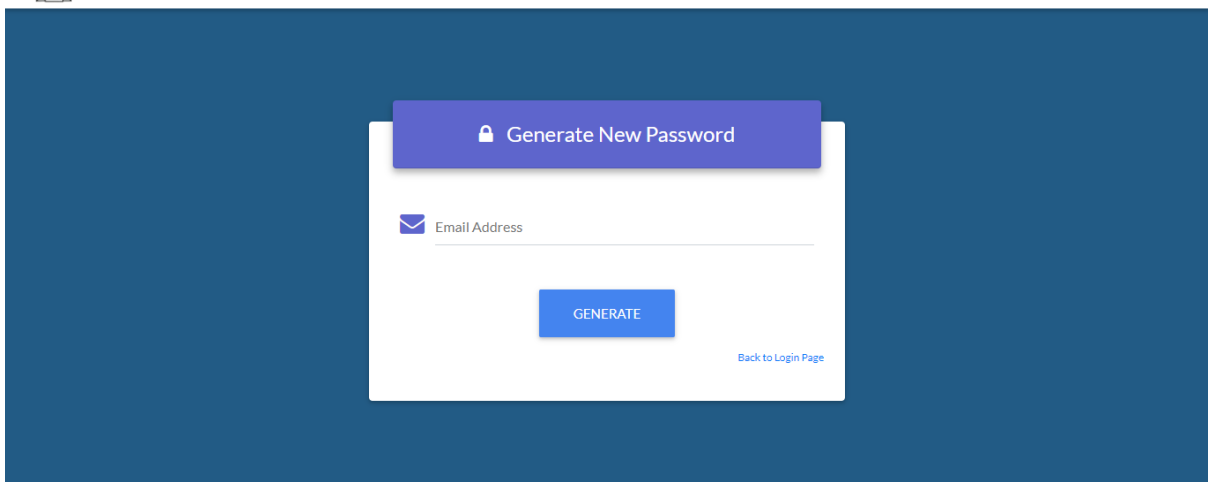 Generate New Password
Email Address
GENERATE
Back to Login Page